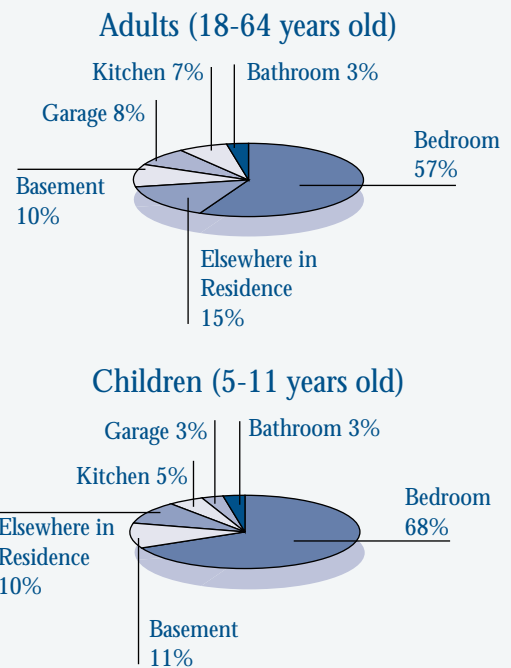 Adults (18-64 years old)
Kitchen 7%
Bathroom 3%
Garage 8%
Bedroom
57%
Basement
10%
Elsewhere in
Residence
15%
Children (5-11 years old)
Garage 3%
Bathroom 3%
Kitchen 5%
Bedroom
68%
Elsewhere in
Residence
10%
Basement
11%